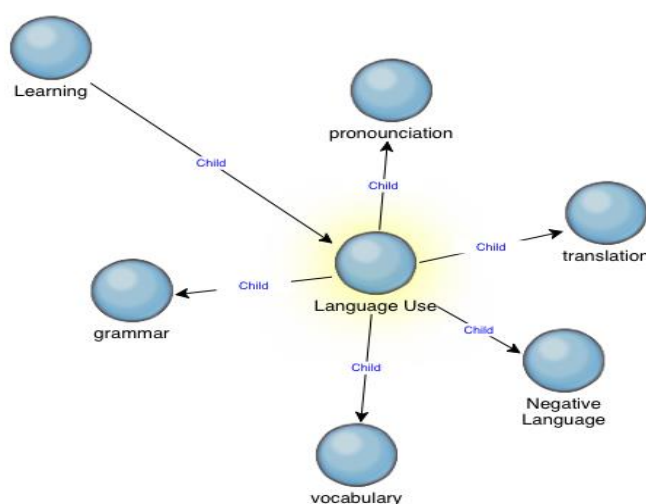 Learning
pronounciation
Child
Child
translation
Child
Language Use
grammar
Child
Child
Negative
Language
Child
vocabulary